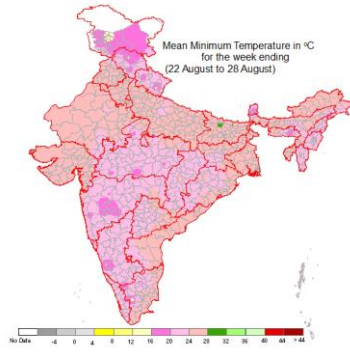 Mean Minimum Temperature in ºC
for the week ending
(22 August to 28 August)
No Data -4 0 4 8 12 16 20 24 28 32 36 40 44 > 44